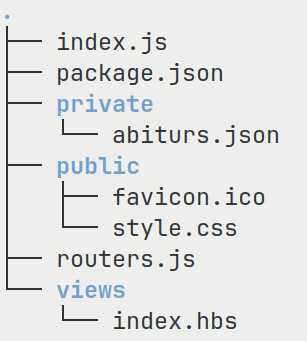 .
index.js
package.json
private
abiturs.json
public
favicon.ico
style.css
routers.js
views
index.hbs